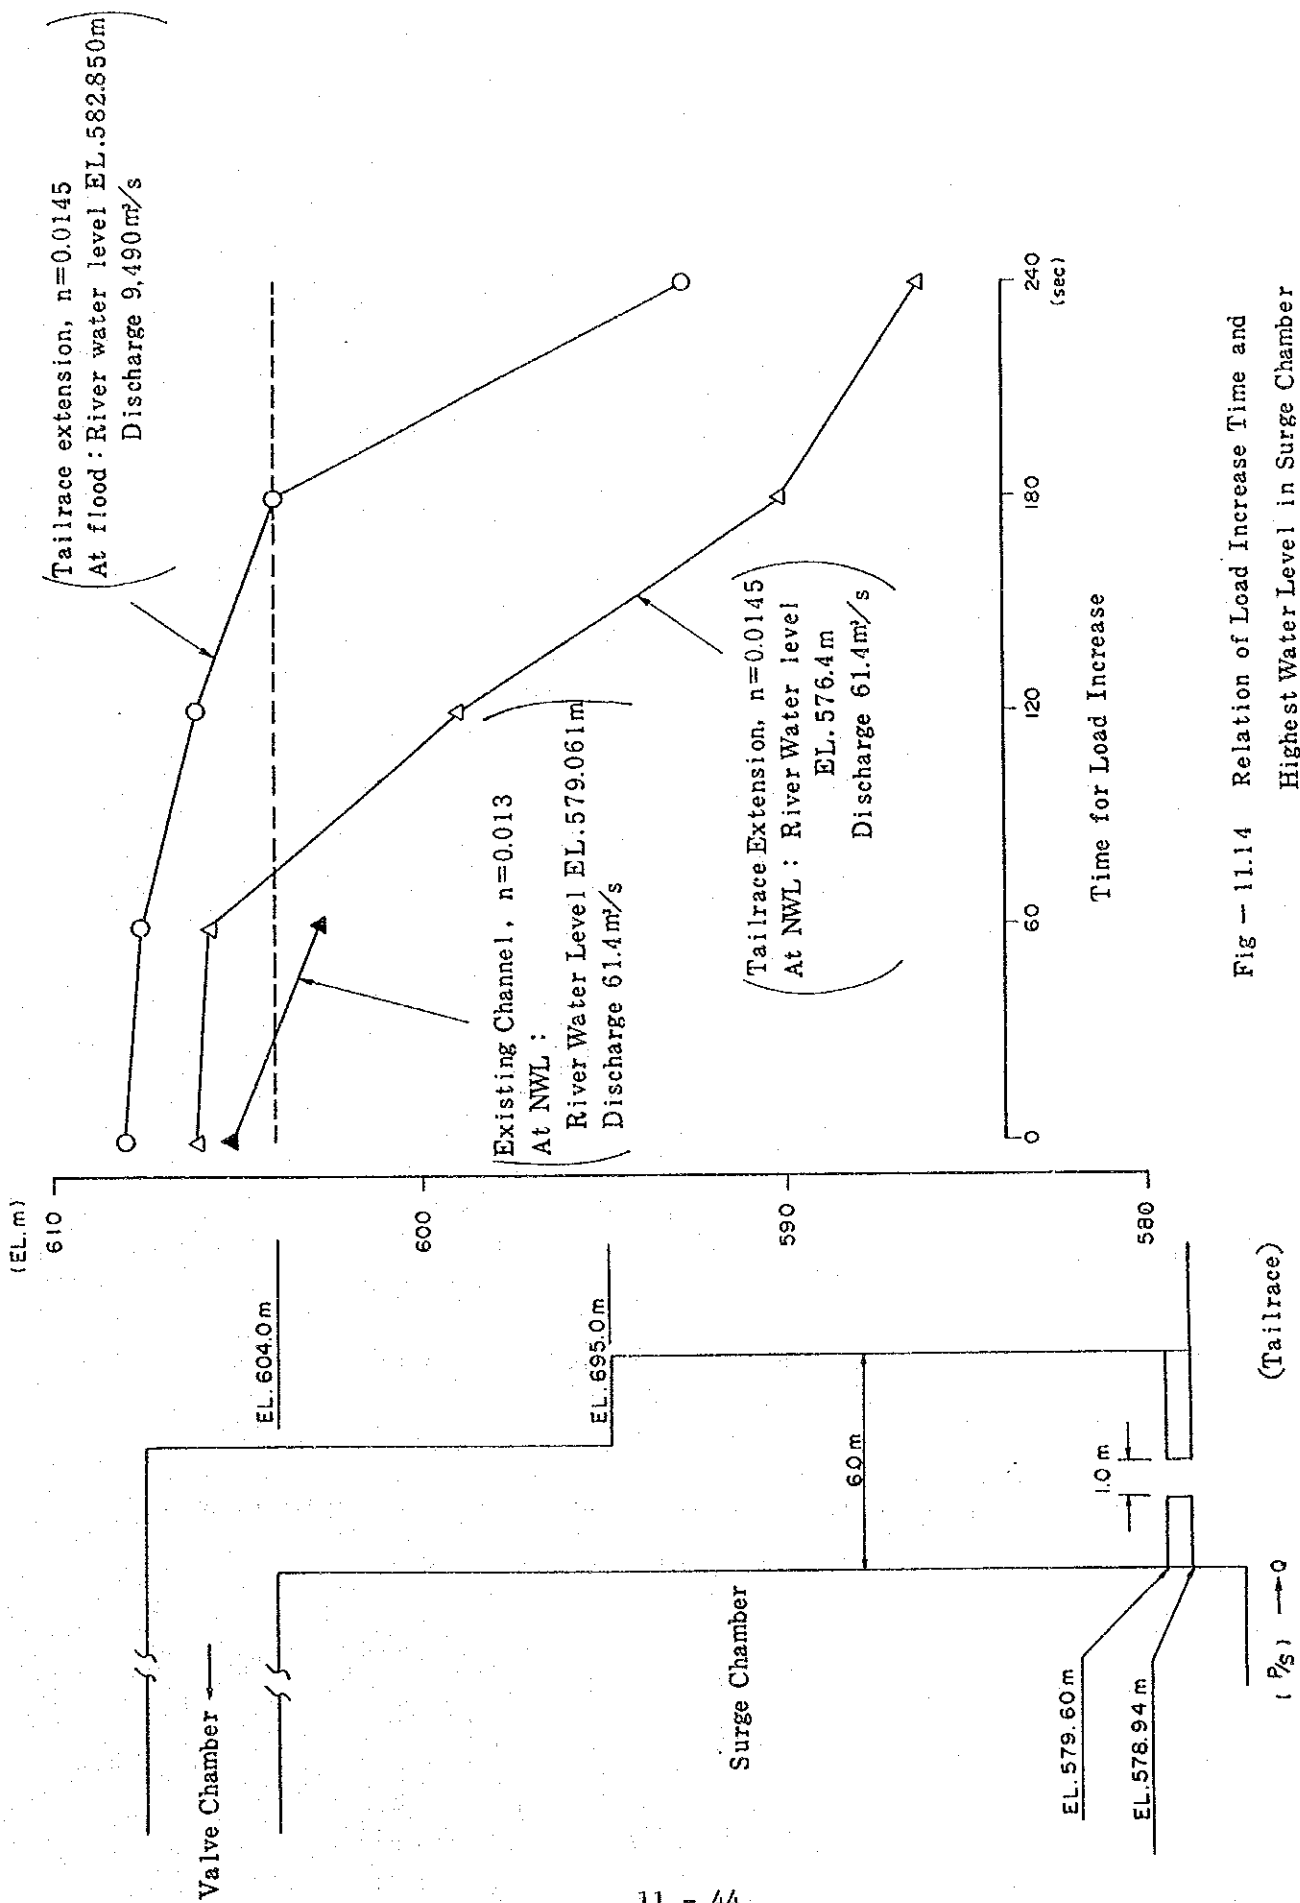 (EL.m)
610
600
590
580
Valve Chamber
EL.604.0m
EL.695.0m
6.0 m
1.0 m
Surge Chamber
EL.579.60m
EL.578.94m
(P/S) → Q
(Tailrace)
Tailrace extension, n=0.0145
At flood : River water level EL.582.850m
Discharge 9,490㎥/s
Existing Channel, n=0.013
At NWL :
River Water Level EL.579.061m
Discharge 61.4㎥/s
Tailrace Extension, n=0.0145
At NWL : River Water level
EL.576.4m
Discharge 61.4㎥/s
0
60
120
180
240
(sec)
Time for Load Increase
Fig — 11.14 Relation of Load Increase Time and
Highest Water Level in Surge Chamber
11 - 44